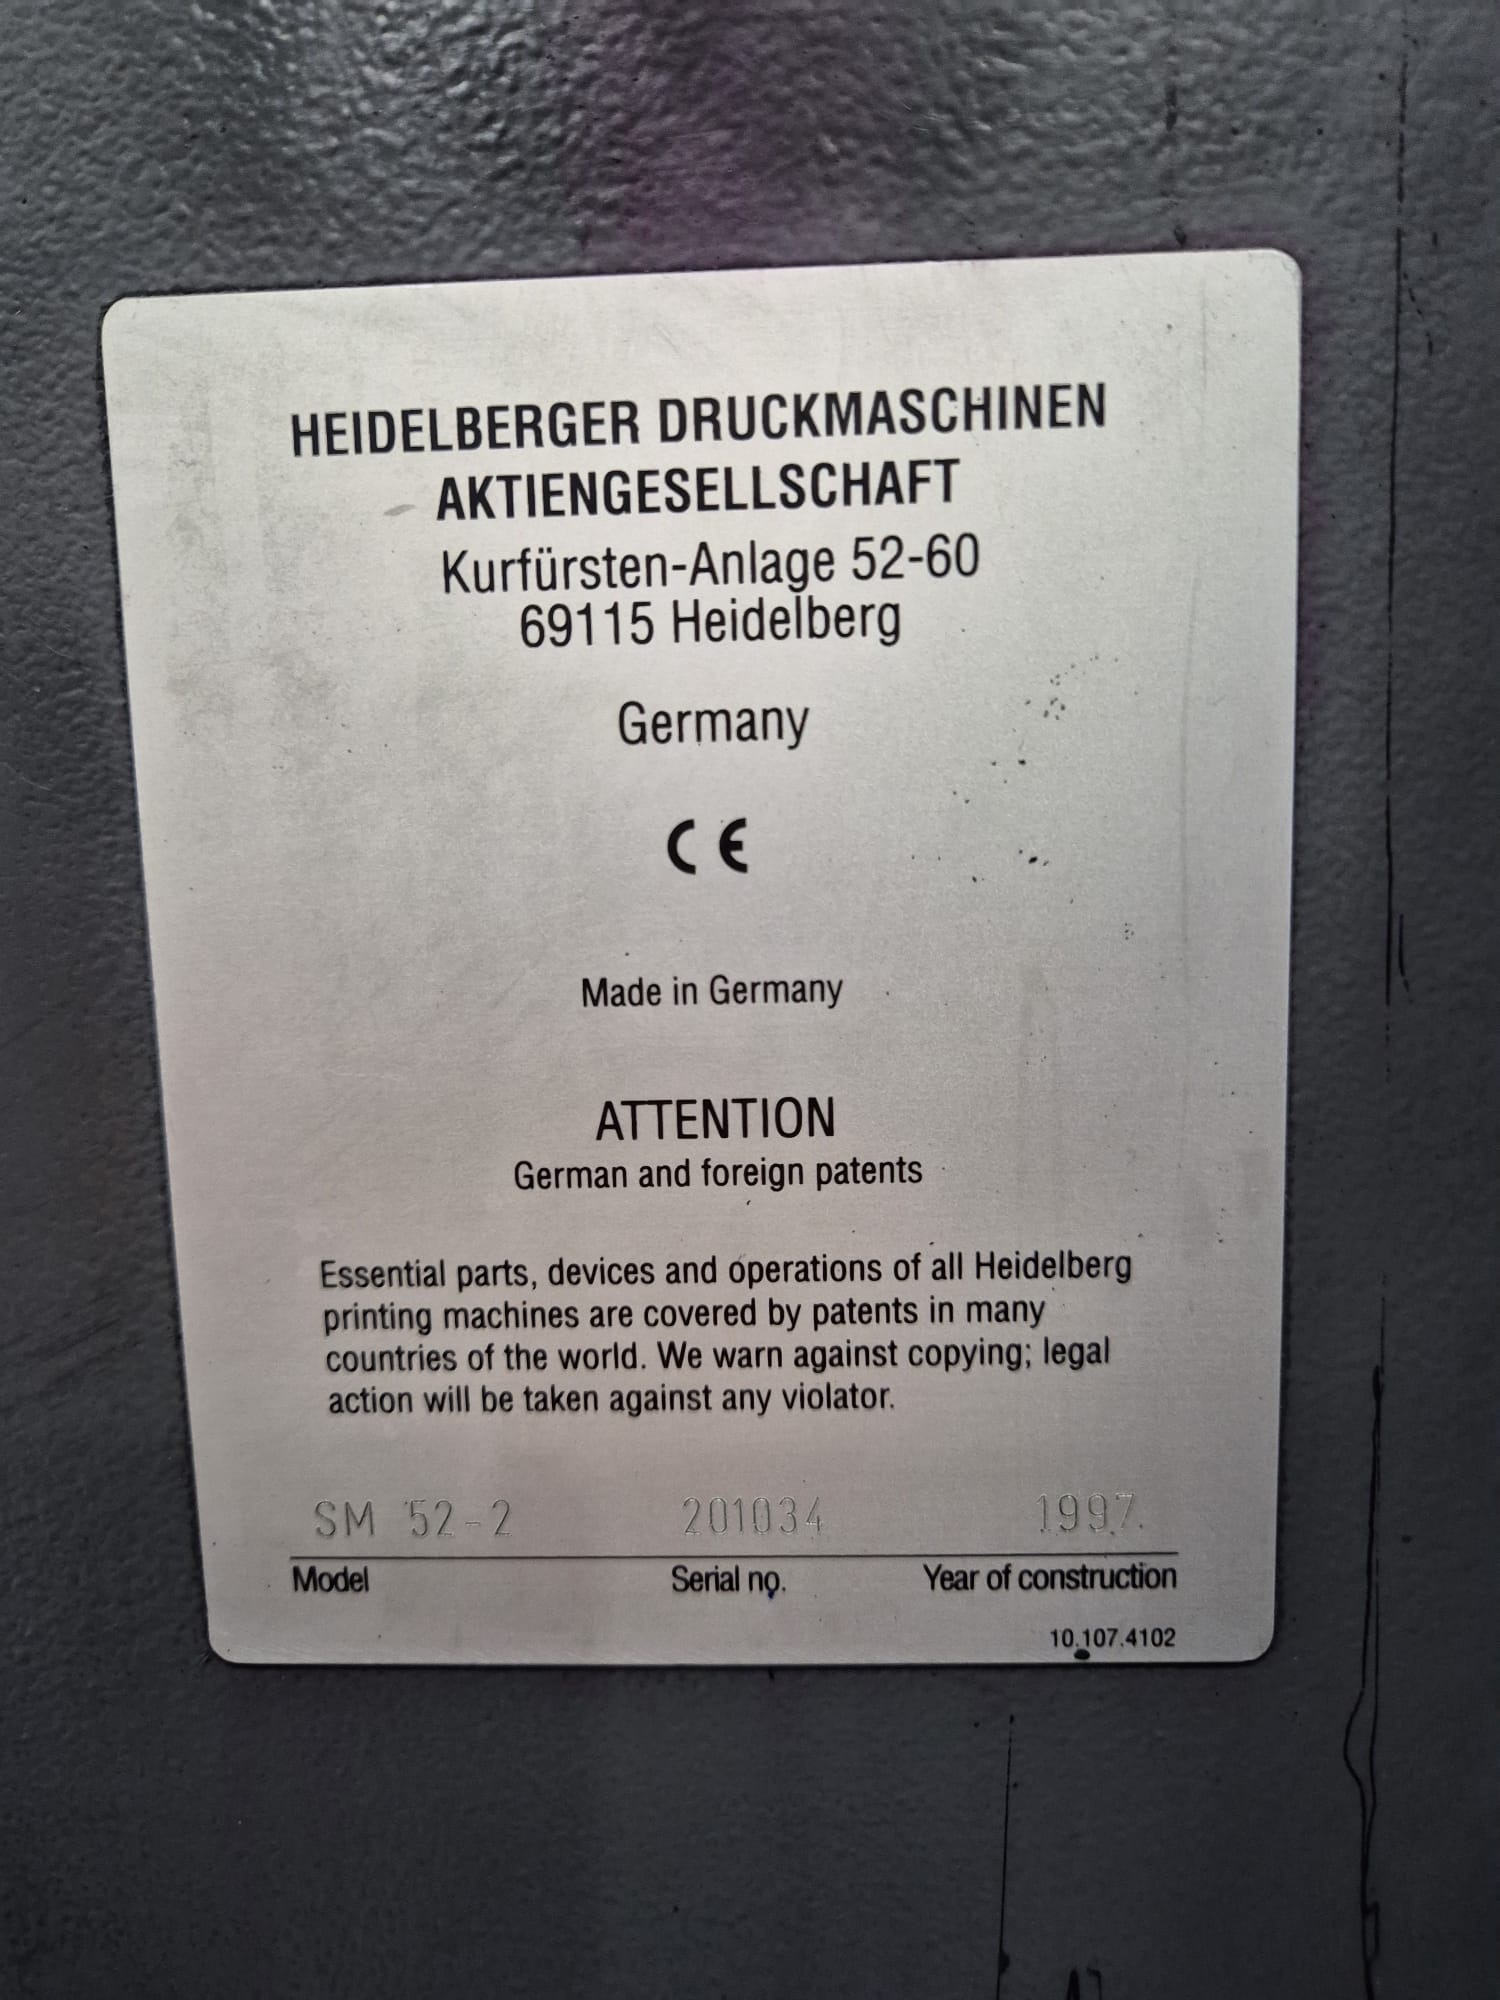 HEIDELBERGER DRUCKMASCHINEN
AKTIENGESELLSCHAFT
Kurfürsten-Anlage 52-60
69115 Heidelberg
Germany
CE
Made in Germany
ATTENTION
German and foreign patents
Essential parts, devices and operations of all Heidelberg
printing machines are covered by patents in many
countries of the world. We warn against copying; legal
action will be taken against any violator.
SM 52-2 201034 1997
Model Serial no. Year of construction
10.107.4102